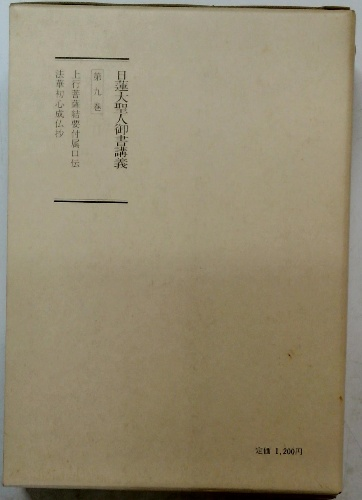 日蓮大聖人御書講義
第九巻
上行菩薩結要付属口伝
法華初心成仏抄
定価 1,200円